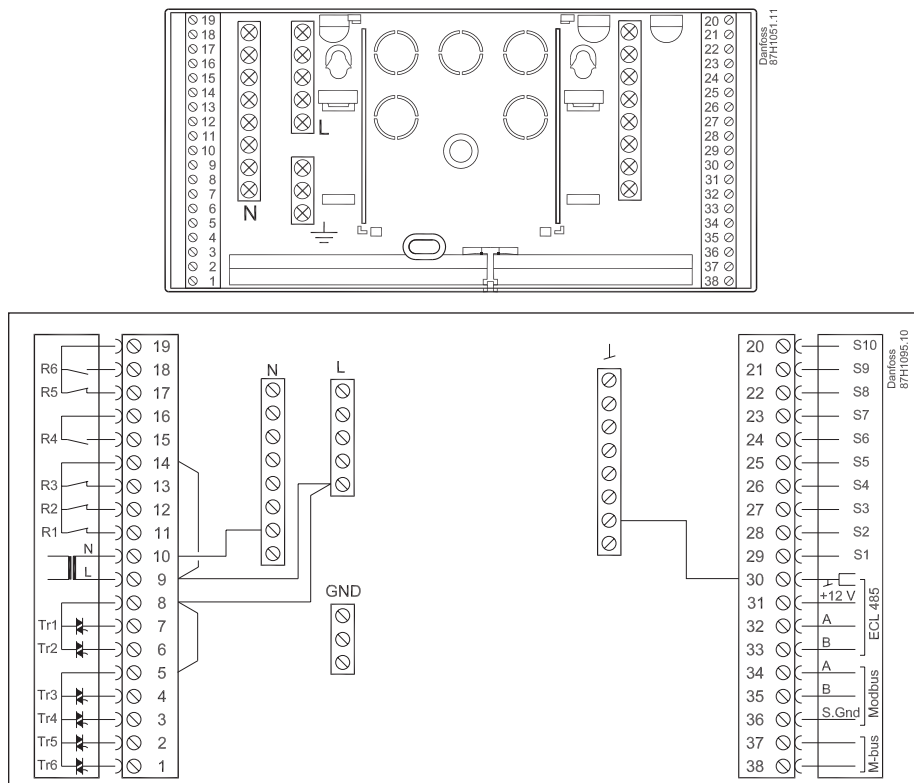 19
18
17
16
15
14
13
12
11
10
9
8
7
6
5
4
3
2
1
N
L
20
21
22
23
24
25
26
27
28
29
30
31
32
33
34
35
36
37
38
Danfoss
87H1051.11
R6
R5
R4
R3
R2
R1
N
L
Tr1
Tr2
Tr3
Tr4
Tr5
Tr6
19
18
17
16
15
14
13
12
11
10
9
8
7
6
5
4
3
2
1
N
L
GND
20
21
22
23
24
25
26
27
28
29
30
31
32
33
34
35
36
37
38
S10
S9
S8
S7
S6
S5
S4
S3
S2
S1
+12 V
A
B
A
B
S.Gnd
ECL 485
Modbus
M-bus
Danfoss
87H1095.10